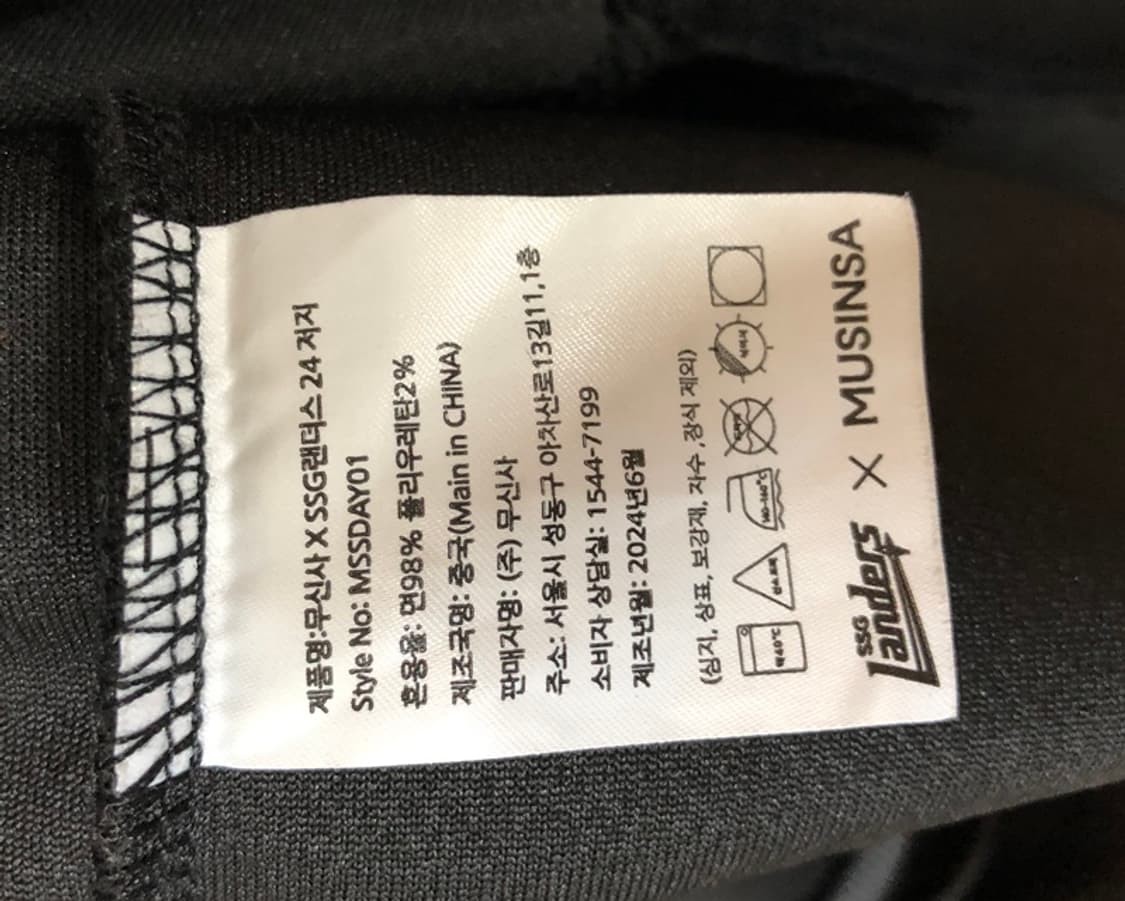 제품명:무신사 X SSG랜더스 24 저지
Style No: MSSDAY01
혼용율: 면98% 폴리우레탄2%
제조국명: 중국(Main in CHINA)
판매자명: (주) 무신사
주소: 서울시 성동구 아차산로13길11,1층
소비자 상담실: 1544-7199
제조년월: 2024년6월
(심지, 상표, 보강재, 자수 ,장식 제외)
약40℃
SSG Landers X MUSINSA